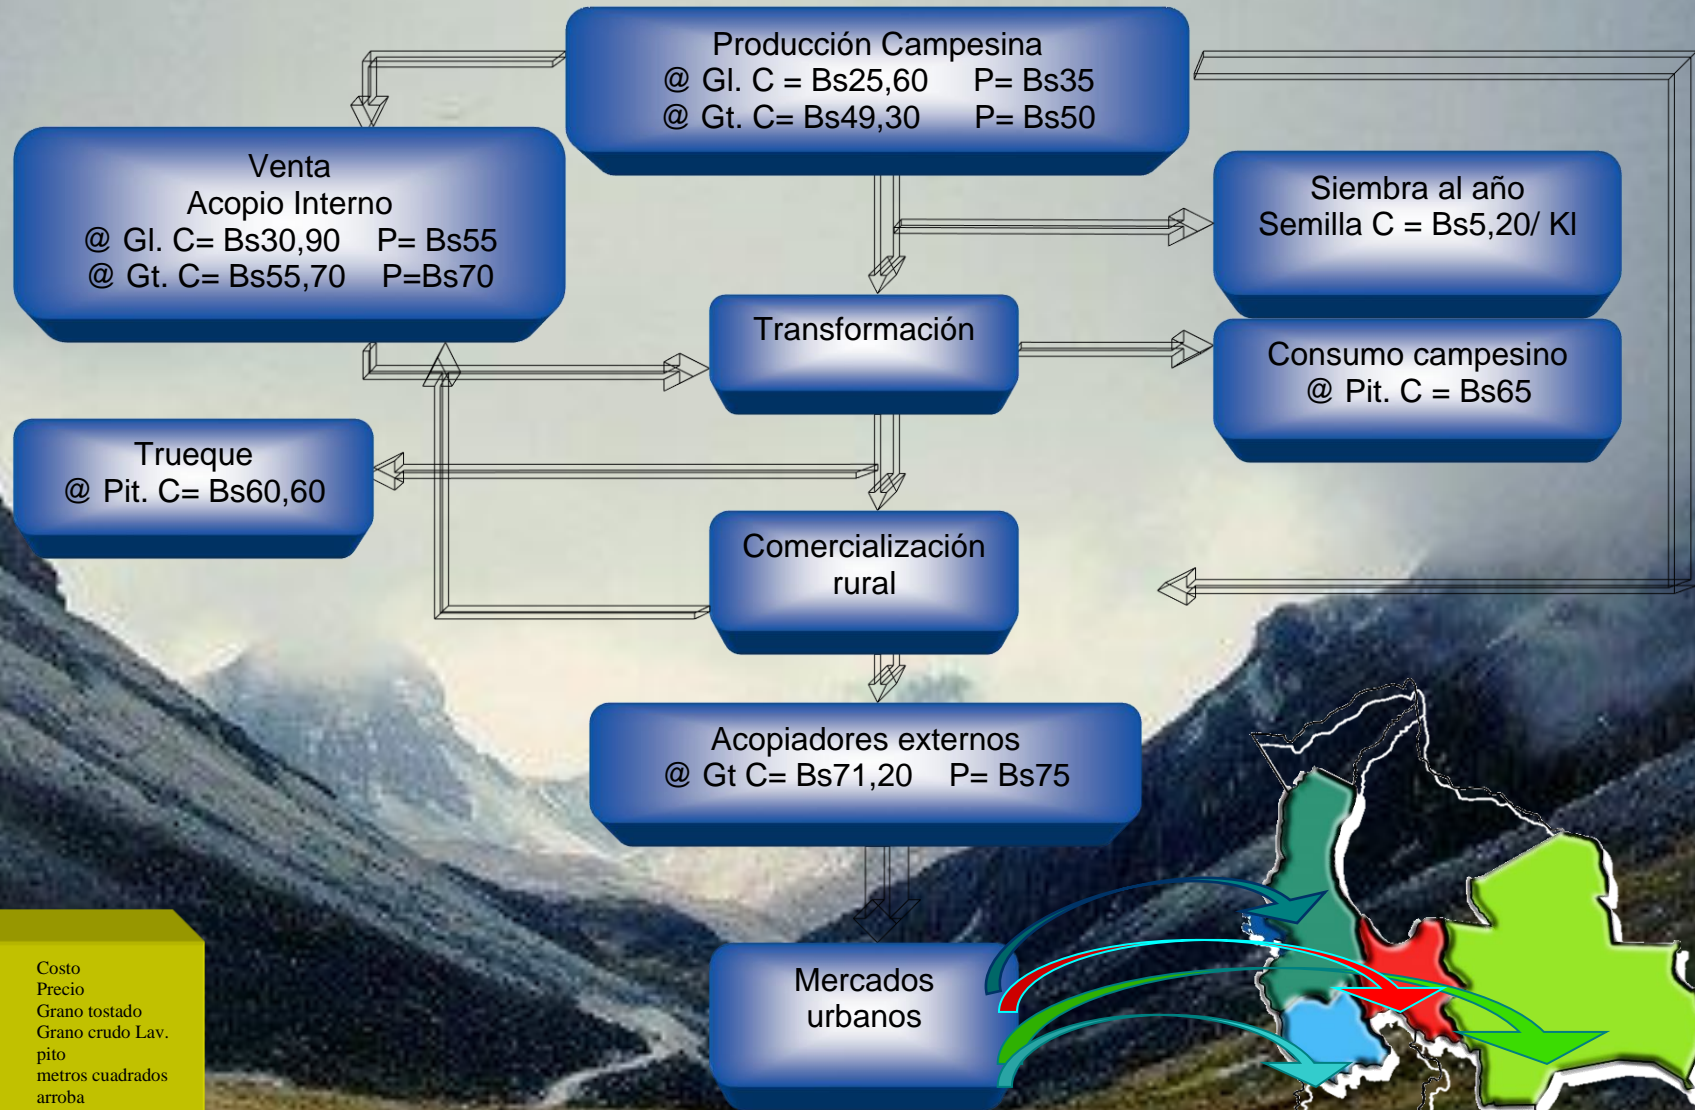 Producción Campesina
@ Gl. C = Bs25,60 P= Bs35
@ Gt. C= Bs49,30 P= Bs50
Venta
Acopio Interno
@ Gl. C= Bs30,90 P= Bs55
@ Gt. C= Bs55,70 P=Bs70
Siembra al año
Semilla C = Bs5,20/ Kl
Transformación
Consumo campesino
@ Pit. C = Bs65
Trueque
@ Pit. C= Bs60,60
Comercialización
rural
Acopiadores externos
@ Gt C= Bs71,20 P= Bs75
Mercados
urbanos
Costo
Precio
Grano tostado
Grano crudo Lav.
pito
metros cuadrados
arroba